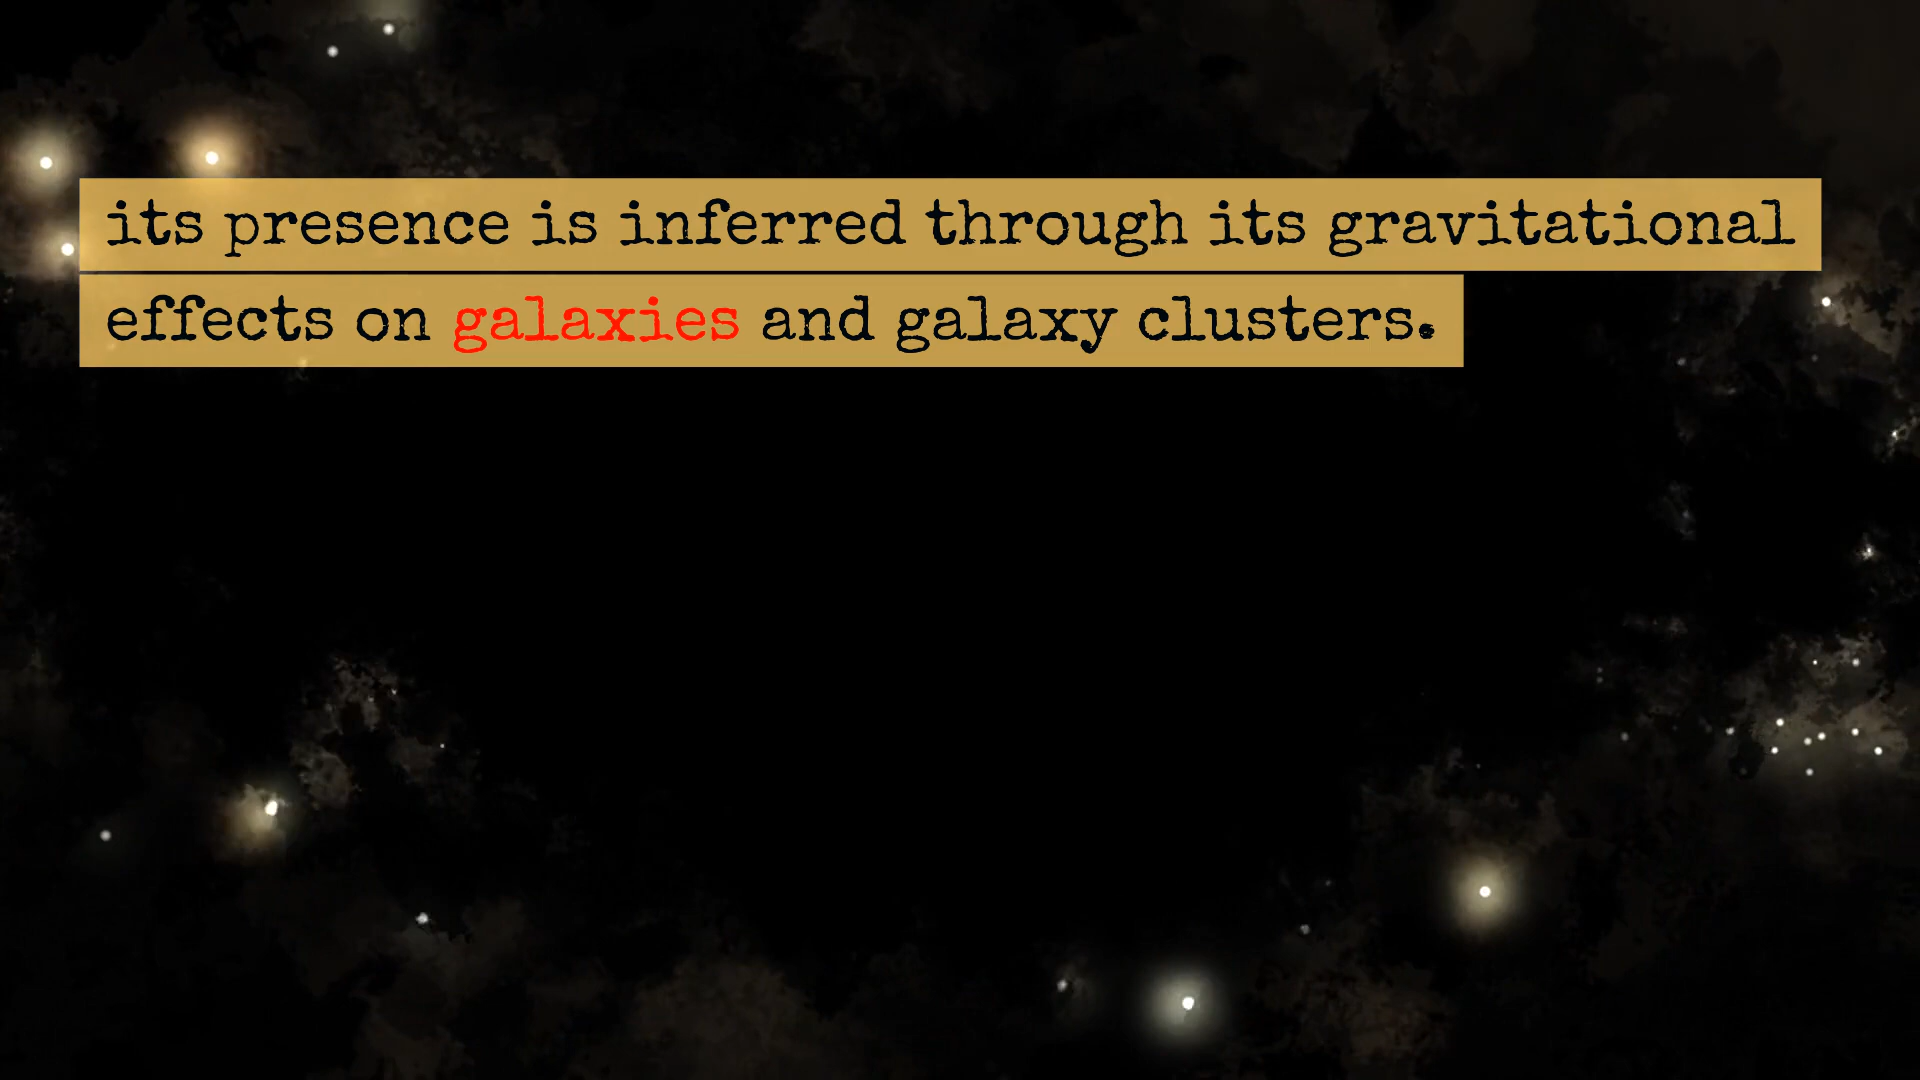 its presence is inferred through its gravitational
effects on galaxies and galaxy clusters.